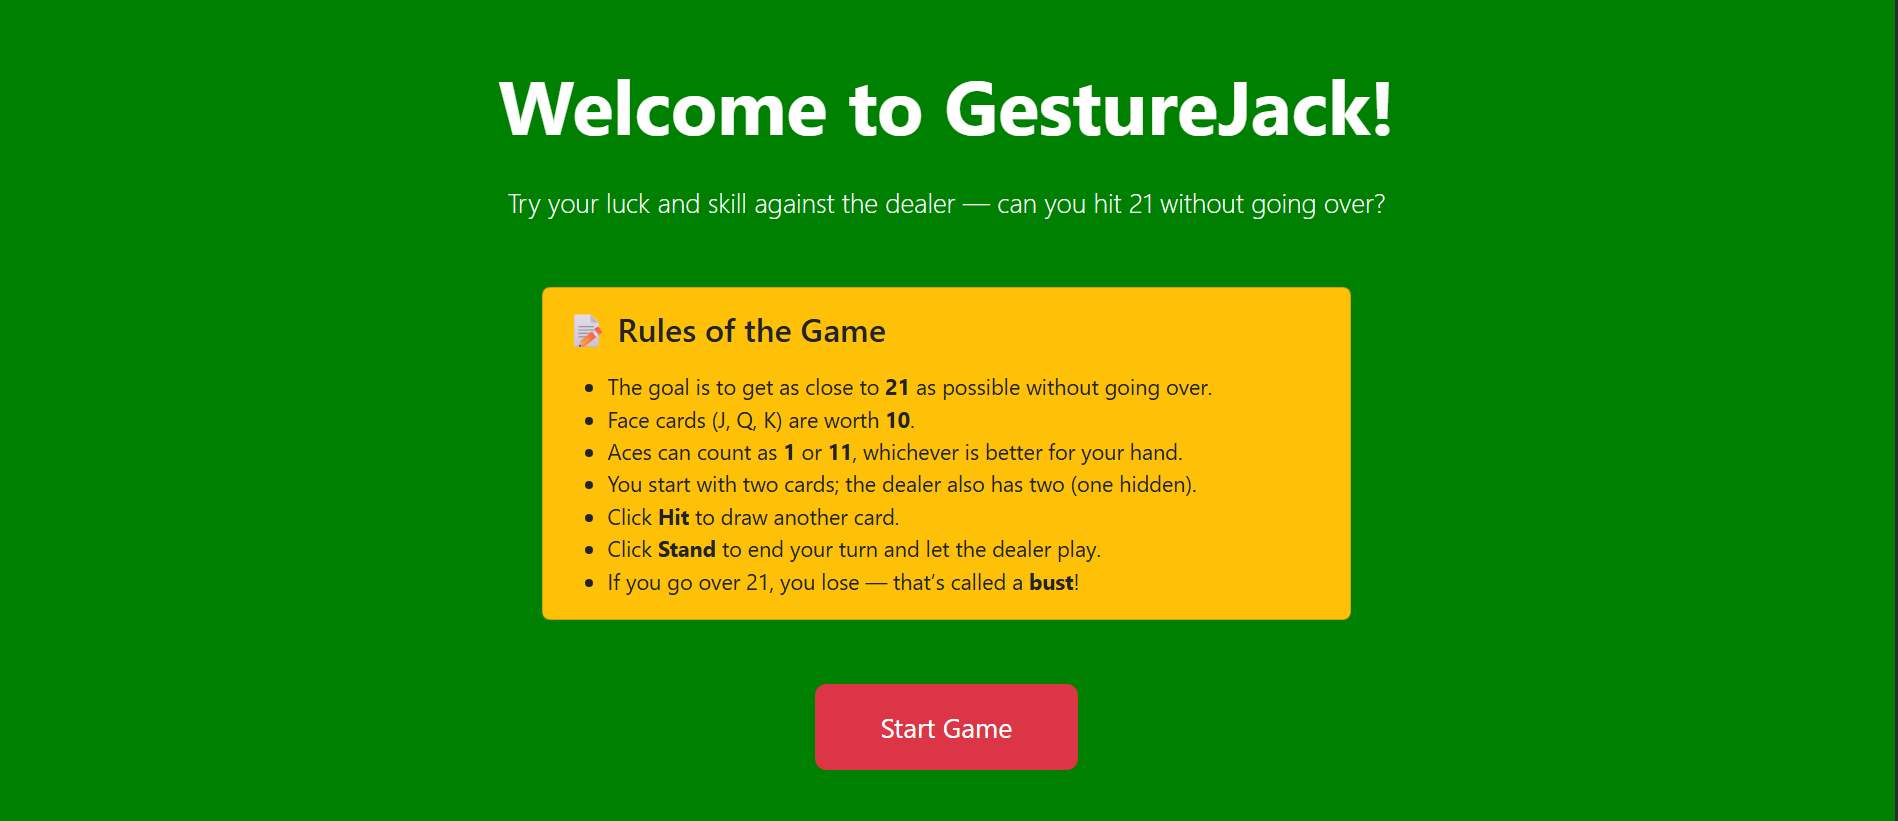 Welcome to GestureJack!
Try your luck and skill against the dealer — can you hit 21 without going over?
Rules of the Game
The goal is to get as close to 21 as possible without going over.
Face cards (J, Q, K) are worth 10.
Aces can count as 1 or 11, whichever is better for your hand.
You start with two cards; the dealer also has two (one hidden).
Click Hit to draw another card.
Click Stand to end your turn and let the dealer play.
If you go over 21, you lose — that’s called a bust!
Start Game